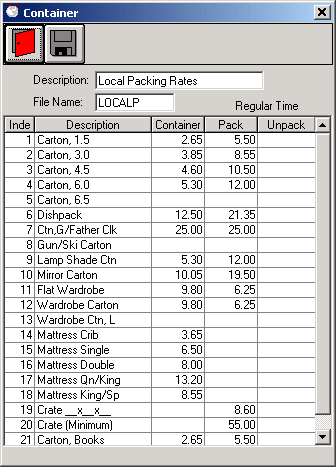 Container
Description: Local Packing Rates
File Name: LOCALP Regular Time
Inde Description Container Pack Unpack
1 Carton, 1.5 2.65 5.50
2 Carton, 3.0 3.85 8.55
3 Carton, 4.5 4.60 10.50
4 Carton, 6.0 5.30 12.00
5 Carton, 6.5
6 Dishpack 12.50 21.35
7 Ctn,G/Father Clk 25.00 25.00
8 Gun/Ski Carton
9 Lamp Shade Ctn 5.30 12.00
10 Mirror Carton 10.05 19.50
11 Flat Wardrobe 9.80 6.25
12 Wardrobe Carton 9.80 6.25
13 Wardrobe Ctn, L
14 Mattress Crib 3.65
15 Mattress Single 6.50
16 Mattress Double 8.00
17 Mattress Qn/King 13.20
18 Mattress King/Sp 8.55
19 Crate __x__x__ 8.60
20 Crate (Minimum) 55.00
21 Carton, Books 2.65 5.50